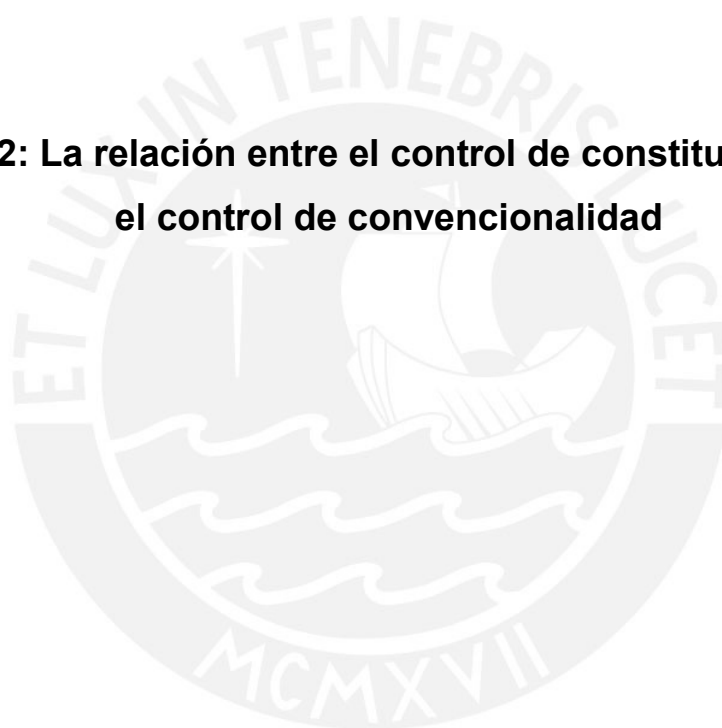 2: La relación entre el control de constitu
el control de convencionalidad
ET LUX IN TENEBRIS LUCET
MCMXVII